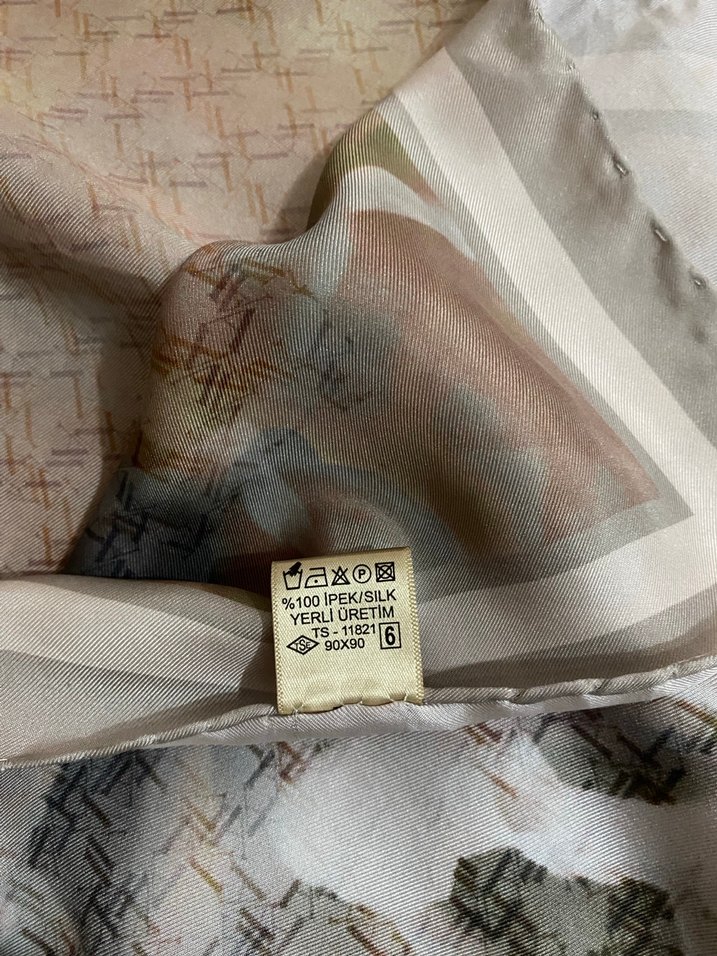 P
%100 İPEK/SILK
YERLİ ÜRETİM
TS - 11821 6
TSE 90X90